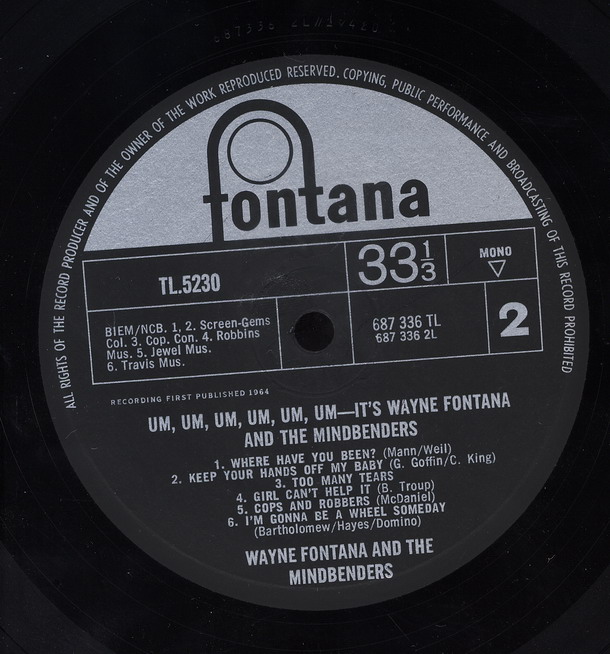 ALL RIGHTS OF THE RECORD PRODUCER AND OF THE OWNER OF THE WORK REPRODUCED RESERVED. COPYING, PUBLIC PERFORMANCE AND BROADCASTING OF THIS RECORD PROHIBITED
fontana
TL.5230
33 1/3
MONO
BIEM/NCB. 1, 2. Screen-Gems
Col. 3. Cop. Con. 4. Robbins
Mus. 5. Jewel Mus.
6. Travis Mus.
687 336 TL
687 336 2L
2
RECORDING FIRST PUBLISHED 1964
UM, UM, UM, UM, UM, UM—IT'S WAYNE FONTANA
AND THE MINDBENDERS
1. WHERE HAVE YOU BEEN? (Mann/Weil)
2. KEEP YOUR HANDS OFF MY BABY (G. Goffin/C. King)
3. TOO MANY TEARS
4. GIRL CAN'T HELP IT (B. Troup)
5. COPS AND ROBBERS (McDaniel)
6. I'M GONNA BE A WHEEL SOMEDAY
(Bartholomew/Hayes/Domino)
WAYNE FONTANA AND THE
MINDBENDERS